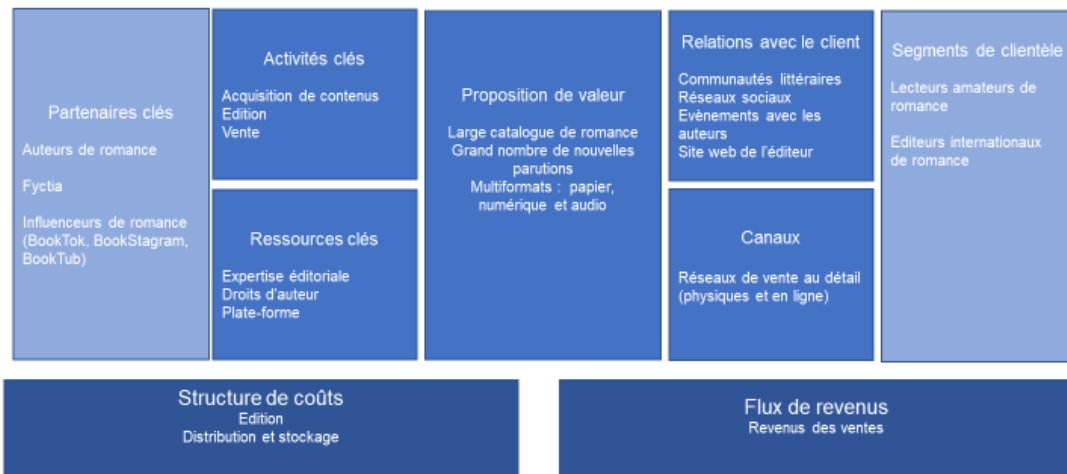 Partenaires clés
Auteurs de romance
Fyctia
Influenceurs de romance
(BookTok, BookStagram,
BookTub)
Activités clés
Acquisition de contenus
Edition
Vente
Ressources clés
Expertise éditoriale
Droits d'auteur
Plate-forme
Proposition de valeur
Large catalogue de romance
Grand nombre de nouvelles
parutions
Multiformats : papier,
numérique et audio
Relations avec le client
Communautés littéraires
Réseaux sociaux
Evènements avec les
auteurs
Site web de l'éditeur
Canaux
Réseaux de vente au détail
(physiques et en ligne)
Segments de clientèle
Lecteurs amateurs de
romance
Editeurs internationaux
de romance
Structure de coûts
Edition
Distribution et stockage
Flux de revenus
Revenus des ventes